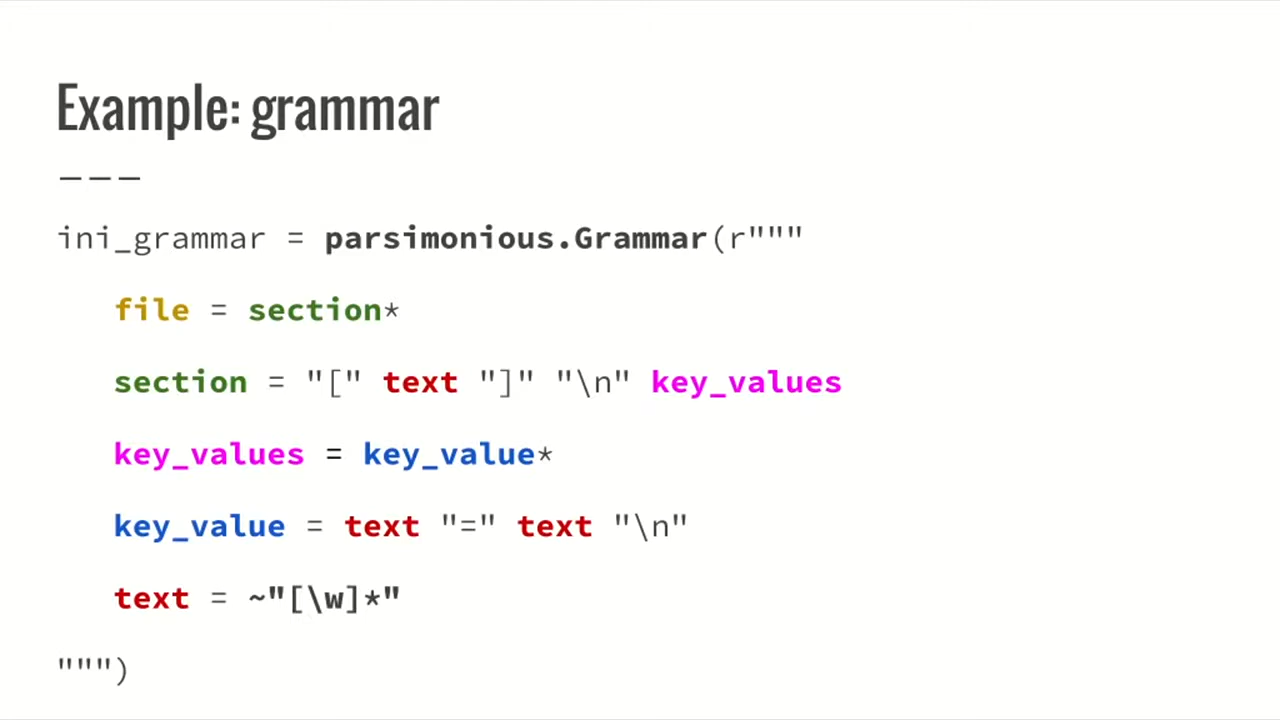 Example: grammar
---
ini_grammar = parsimonious.Grammar(r"""
file = section*
section = "[" text "]" "\n" key_values
key_values = key_value*
key_value = text "=" text "\n"
text = ~"[\w]*"
""")